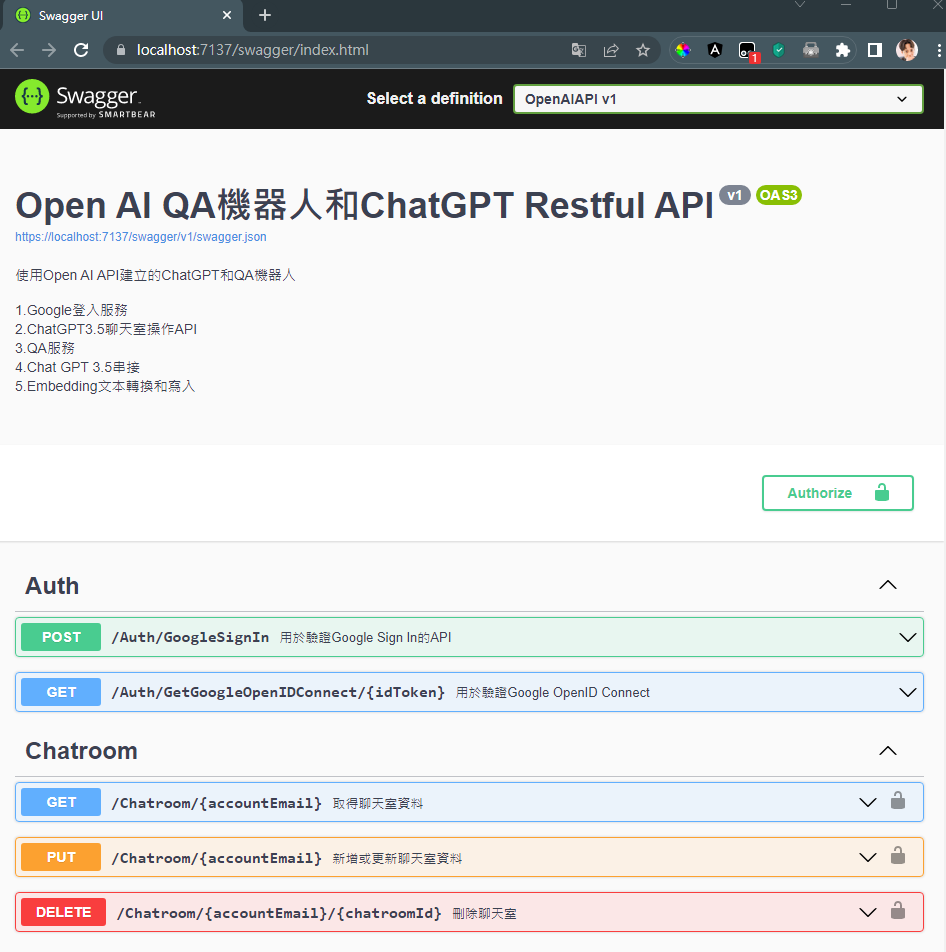 Swagger UI
localhost:7137/swagger/index.html
1
Swagger
Supported by SMARTBEAR
Select a definition
OpenAIAPI v1
Open AI QA機器人和ChatGPT Restful API v1 OAS3
https://localhost:7137/swagger/v1/swagger.json
使用Open AI API建立的ChatGPT和QA機器人
1.Google登入服務
2.ChatGPT3.5聊天室操作API
3.QA服務
4.Chat GPT 3.5串接
5.Embedding文本轉換和寫入
Authorize
Auth
POST /Auth/GoogleSignIn 用於驗證Google Sign In的API
GET /Auth/GetGoogleOpenIDConnect/{idToken} 用於驗證Google OpenID Connect
Chatroom
GET /Chatroom/{accountEmail} 取得聊天室資料
PUT /Chatroom/{accountEmail} 新增或更新聊天室資料
DELETE /Chatroom/{accountEmail}/{chatroomId} 刪除聊天室